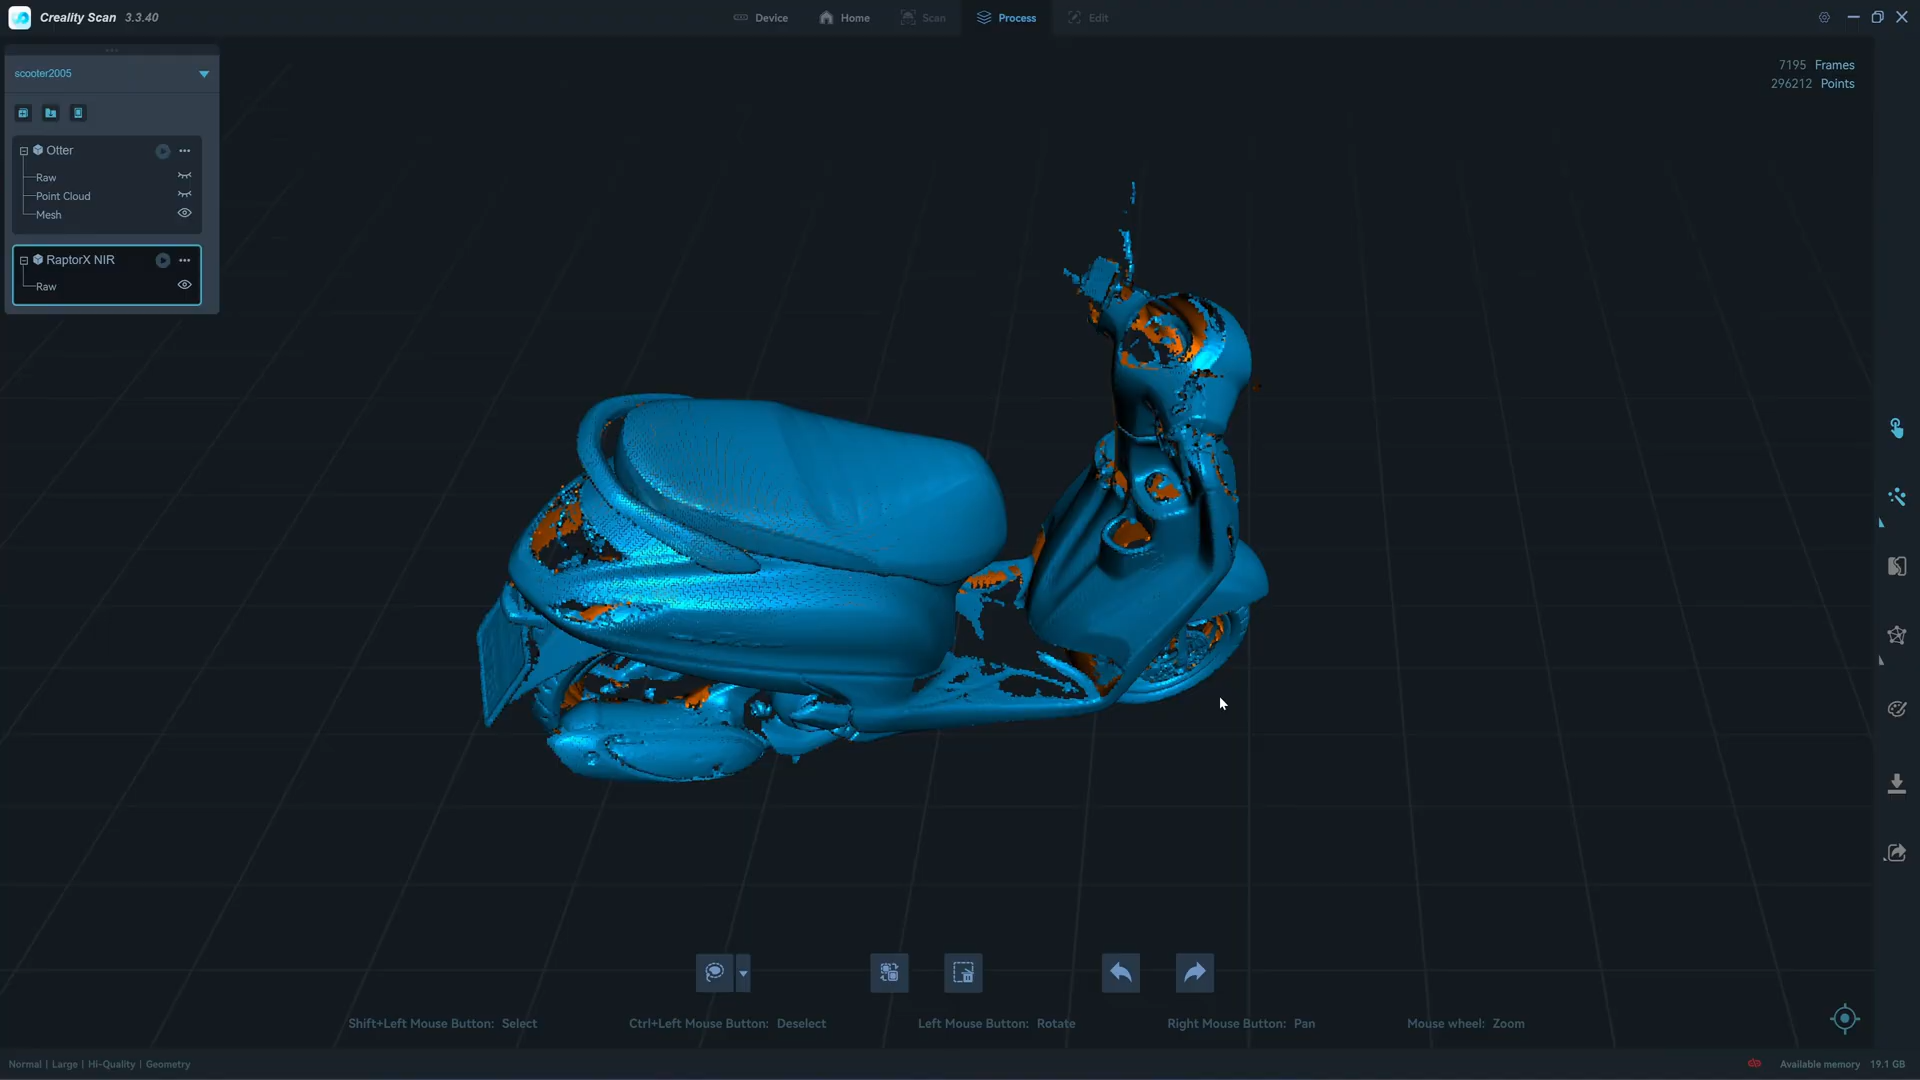 Creality Scan 3.3.40
Device
Home
Scan
Process
Edit
scooter2005
7195 Frames
296212 Points
Otter
Raw
Point Cloud
Mesh
RaptorX NIR
Raw
Shift+Left Mouse Button: Select
Ctrl+Left Mouse Button: Deselect
Left Mouse Button: Rotate
Right Mouse Button: Pan
Mouse wheel: Zoom
Normal | Large | Hi-Quality | Geometry
Available memory 19.1 GB